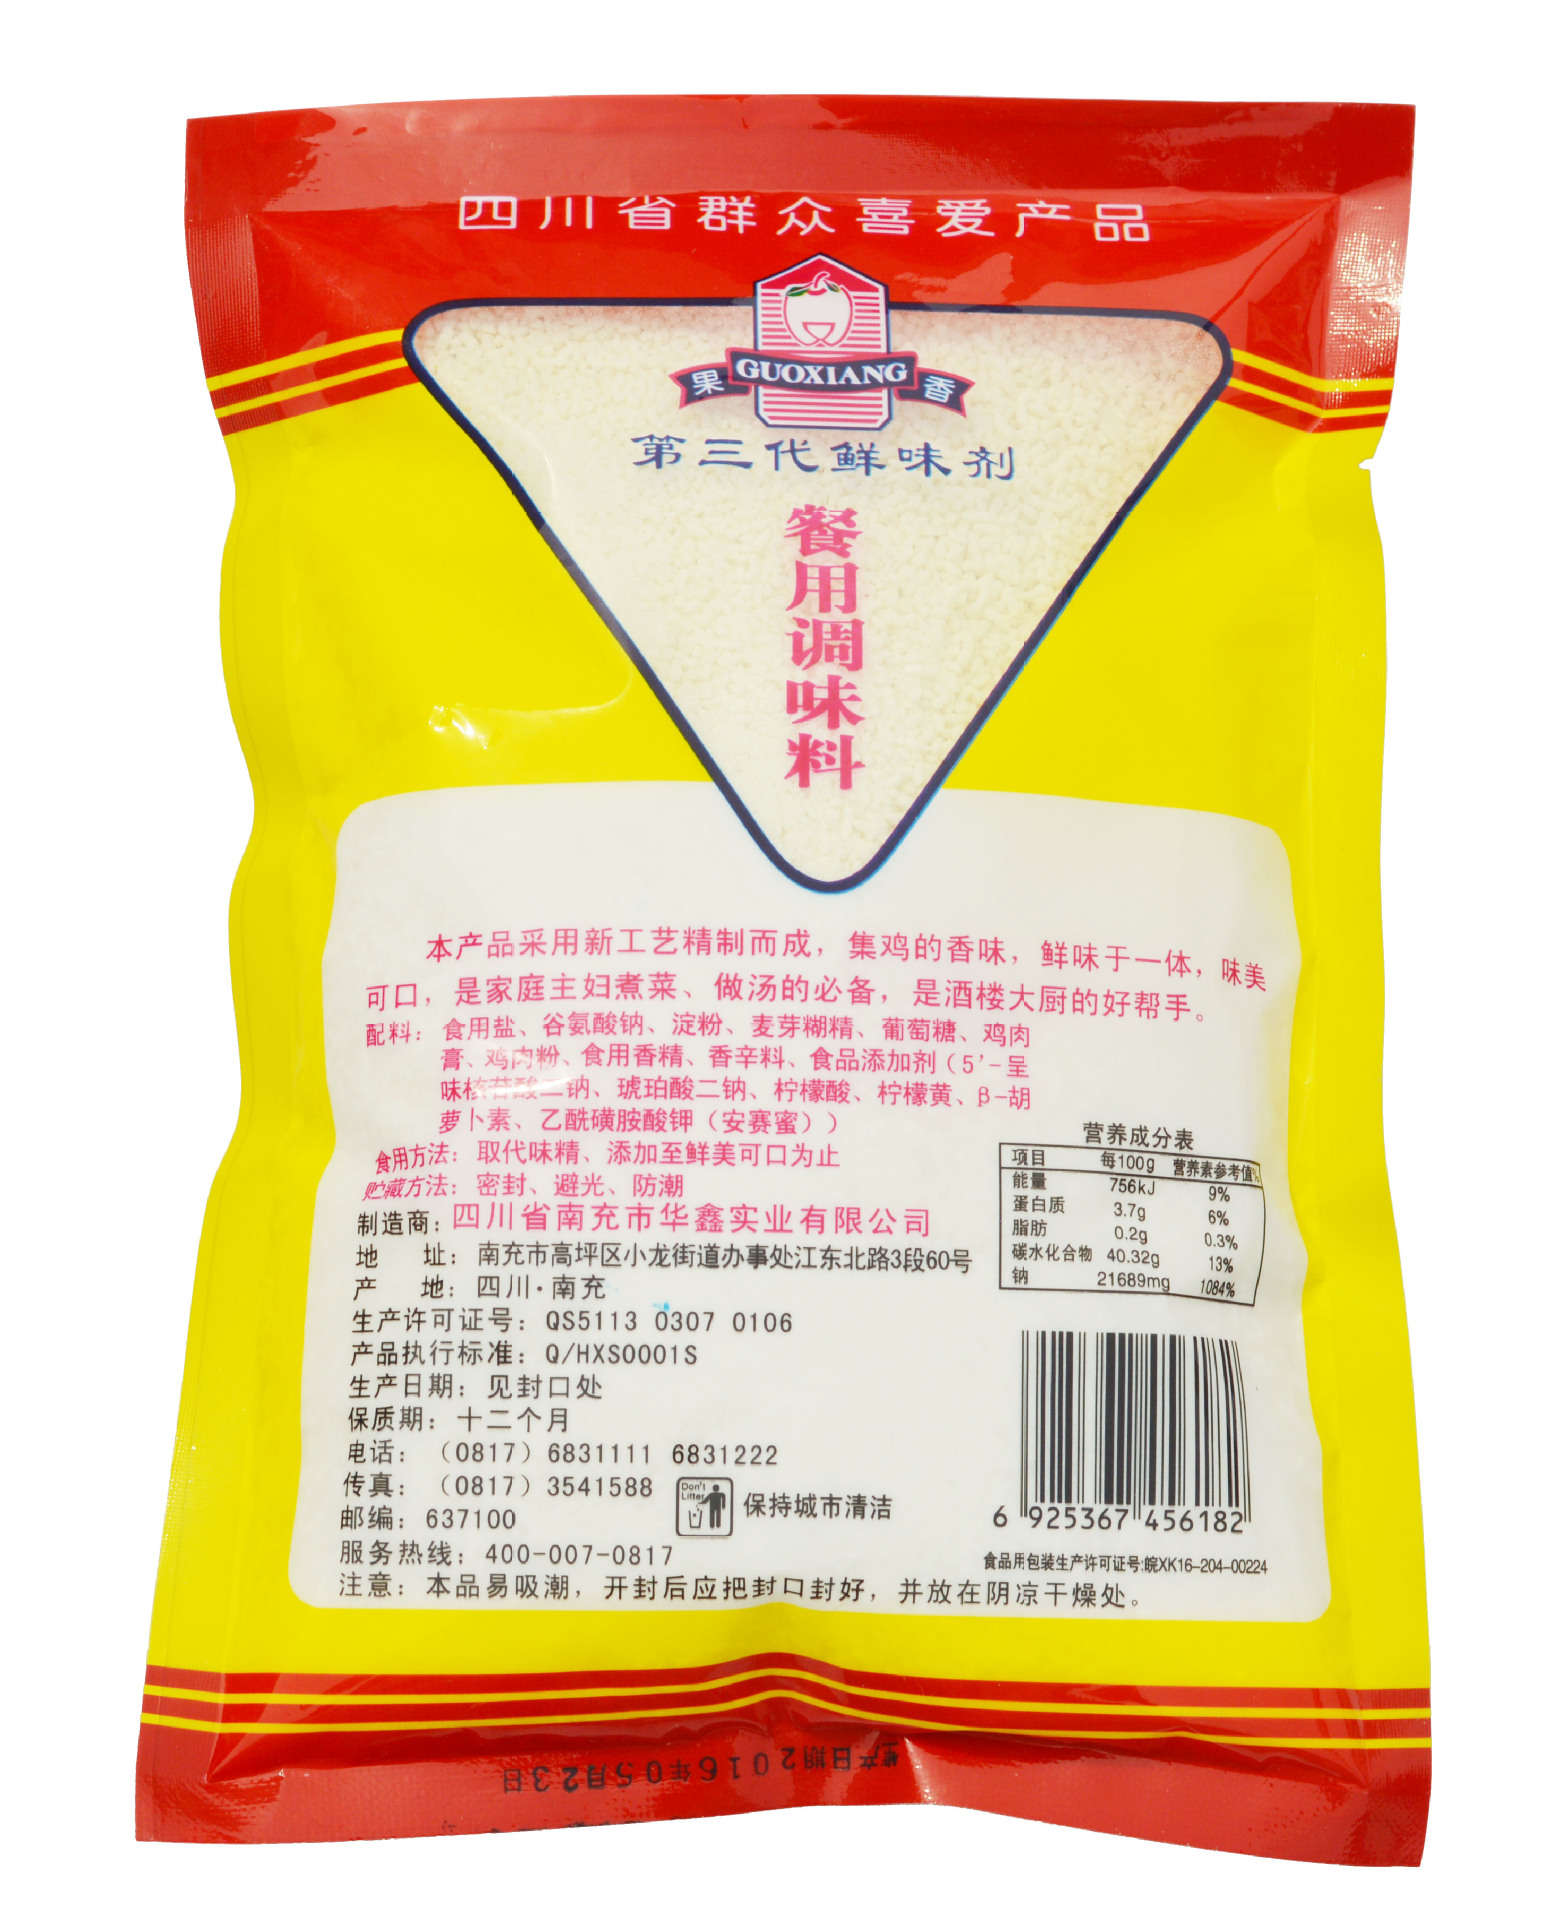 四川省群众喜爱产品
果 GUOXIANG 香
第三代鲜味剂
餐用调味料
本产品采用新工艺精制而成，集鸡的香味，鲜味于一体，味美
可口，是家庭主妇煮菜、做汤的必备，是酒楼大厨的好帮手。
配料：食用盐、谷氨酸钠、淀粉、麦芽糊精、葡萄糖、鸡肉
膏、鸡肉粉、食用香精、香辛料、食品添加剂（5'-呈
味核苷酸二钠、琥珀酸二钠、柠檬酸、柠檬黄、β-胡
萝卜素、乙酰磺胺酸钾（安赛蜜））
食用方法：取代味精、添加至鲜美可口为止
贮藏方法：密封、避光、防潮
制造商：四川省南充市华鑫实业有限公司
地 址：南充市高坪区小龙街道办事处江东北路3段60号
产 地：四川·南充
生产许可证号：QS5113 0307 0106
产品执行标准：Q/HXS0001S
生产日期：见封口处
保质期：十二个月
电话：（0817）6831111 6831222
传真：（0817）3541588
邮编：637100
服务热线：400-007-0817
注意：本品易吸潮，开封后应把封口封好，并放在阴凉干燥处。
Don't
Litter
保持城市清洁
营养成分表
项目 每100g 营养素参考值%
能量 756kJ 9%
蛋白质 3.7g 6%
脂肪 0.2g 0.3%
碳水化合物 40.32g 13%
钠 21689mg 1084%
6 925367 456182
食品用包装生产许可证号:皖XK16-204-00224
生产日期2016年05月23日